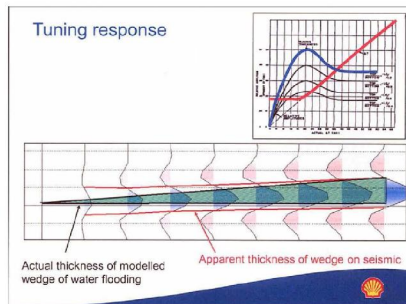 Tuning response
Actual thickness of modelled
wedge of water flooding
Apparent thickness of wedge on seismic